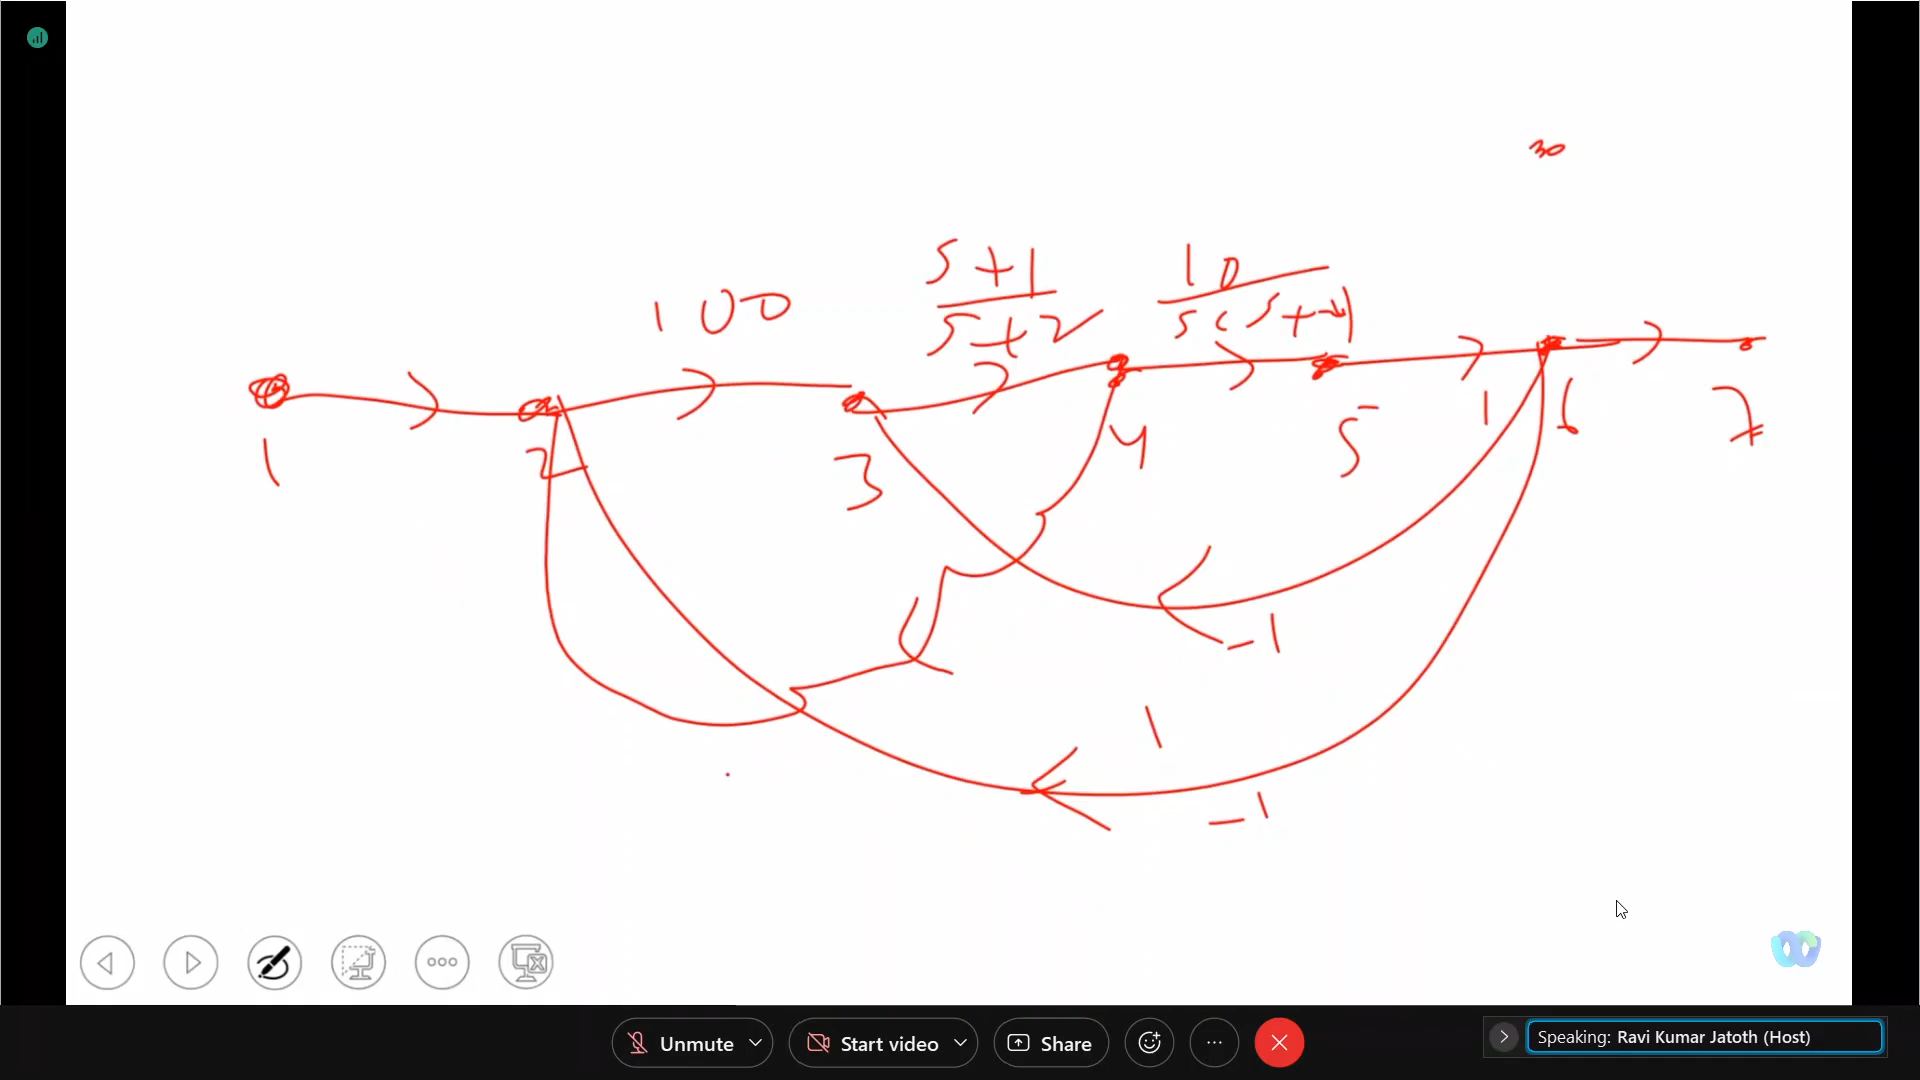 100
s+1
s+2
10
s(s+4)
1
2
3
4
5
1
6
7
-1
1
-1
Unmute
Start video
Share
Speaking: Ravi Kumar Jatoth (Host)